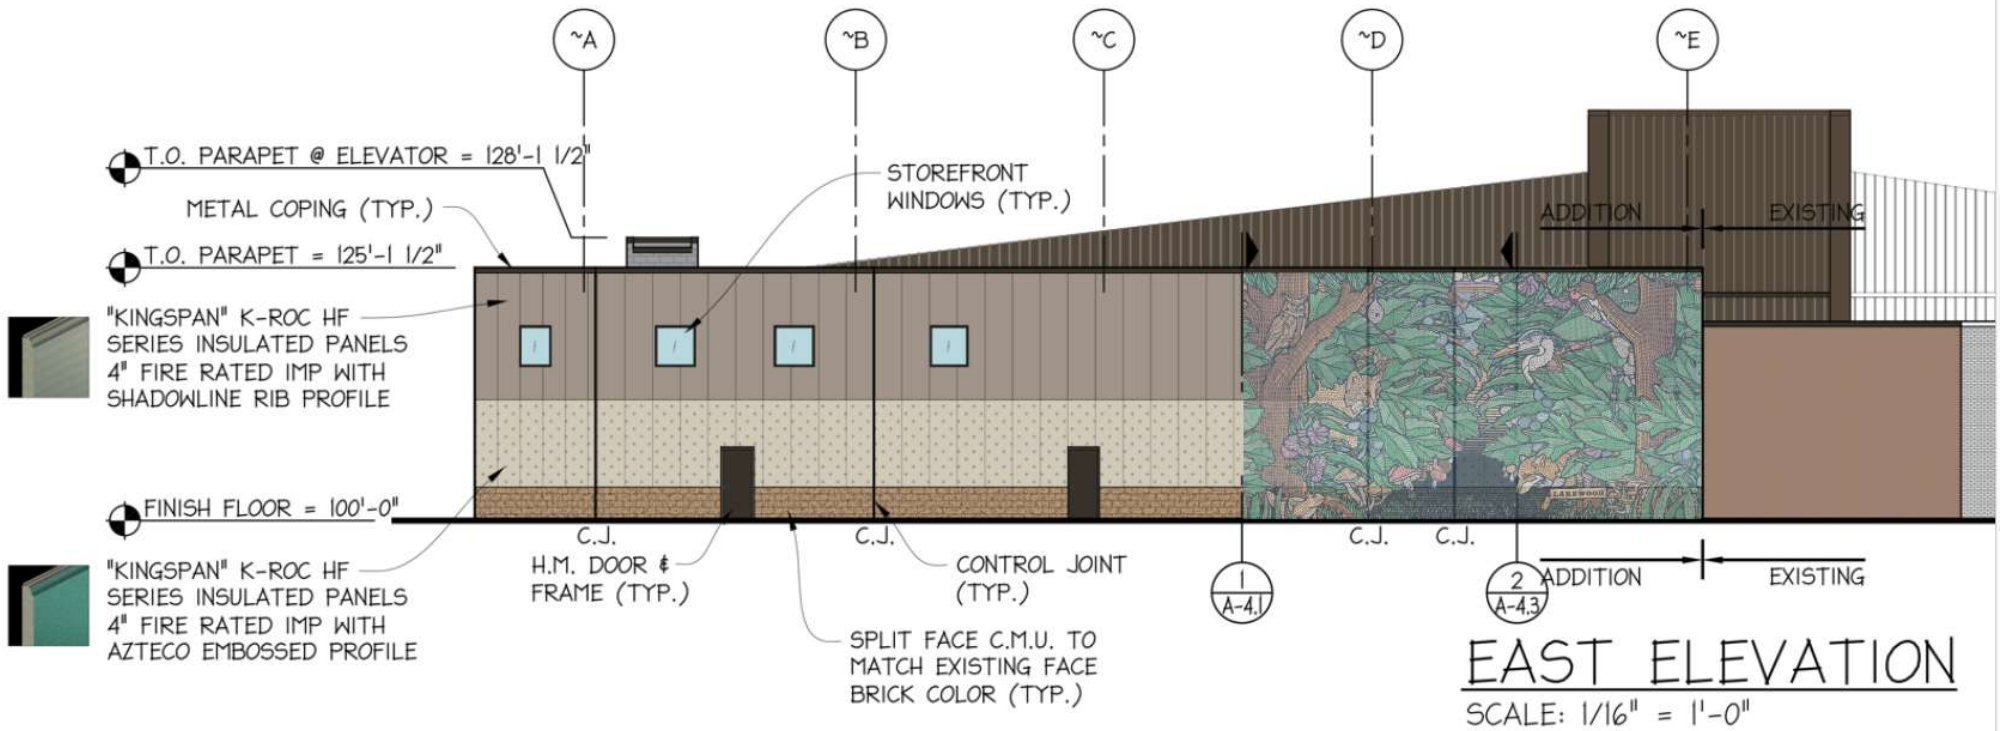 ~A
~B
~C
~D
~E
T.O. PARAPET @ ELEVATOR = 128'-1 1/2"
STOREFRONT
WINDOWS (TYP.)
METAL COPING (TYP.)
ADDITION
EXISTING
T.O. PARAPET = 125'-1 1/2"
"KINGSPAN" K-ROC HF
SERIES INSULATED PANELS
4" FIRE RATED IMP WITH
SHADOWLINE RIB PROFILE
LAKEWOOD
FINISH FLOOR = 100'-0"
C.J.
C.J.
C.J.
C.J.
"KINGSPAN" K-ROC HF
SERIES INSULATED PANELS
4" FIRE RATED IMP WITH
AZTECO EMBOSSED PROFILE
H.M. DOOR &
FRAME (TYP.)
CONTROL JOINT
(TYP.)
1
A-4.1
2
A-4.3
ADDITION
EXISTING
SPLIT FACE C.M.U. TO
MATCH EXISTING FACE
BRICK COLOR (TYP.)
EAST ELEVATION
SCALE: 1/16" = 1'-0"